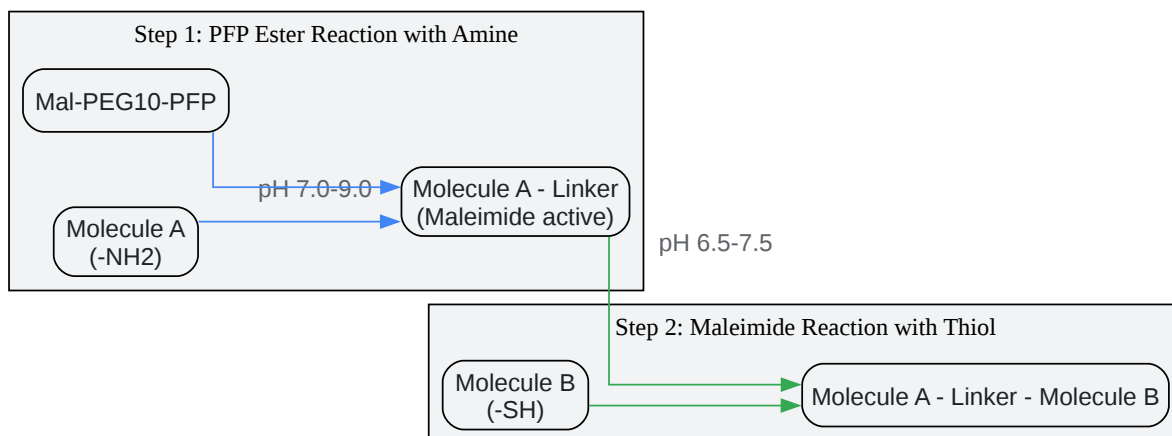 Step 1: PFP Ester Reaction with Amine
Mal-PEG10-PFP
pH 7.0-9.0
Molecule A - Linker
(Maleimide active)
Molecule A
(-NH2)
pH 6.5-7.5
Step 2: Maleimide Reaction with Thiol
Molecule B
(-SH)
Molecule A - Linker - Molecule B